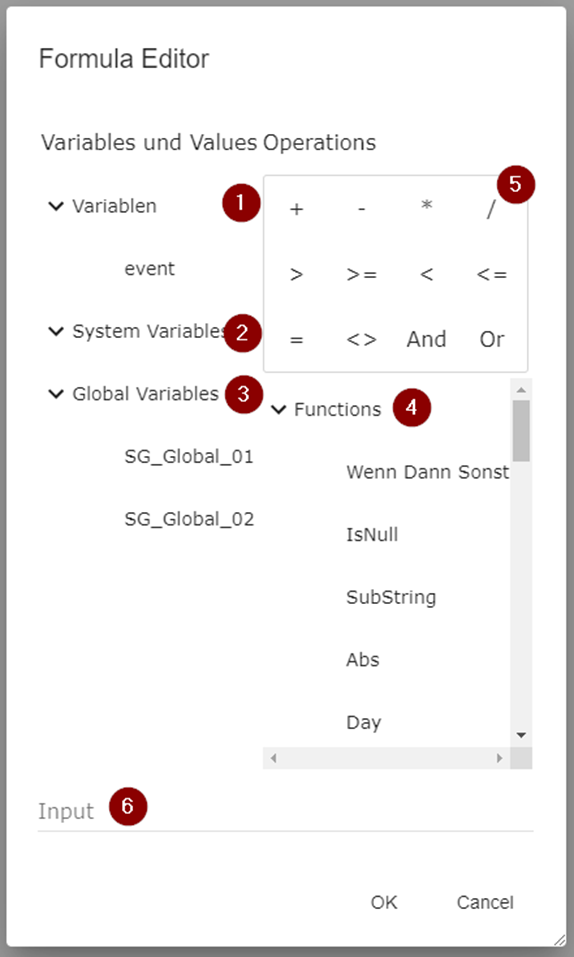 Formula Editor
Variables und Values Operations
Variablen 1
+ - * / 5
event
> >= < <=
System Variables 2
= <> And Or
Global Variables 3
Functions 4
SG_Global_01
Wenn Dann Sonst
SG_Global_02
IsNull
SubString
Abs
Day
Input 6
OK Cancel